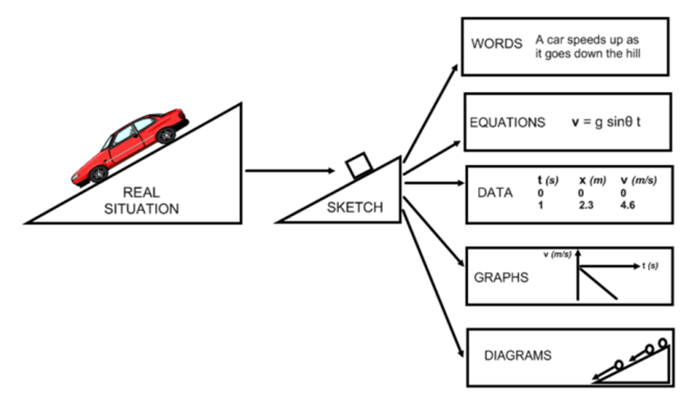 REAL
SITUATION
SKETCH
WORDS A car speeds up as
it goes down the hill
EQUATIONS v = g sinθ t
DATA
t (s) x (m) v (m/s)
0 0 0
1 2.3 4.6
GRAPHS
v (m/s)
t (s)
DIAGRAMS